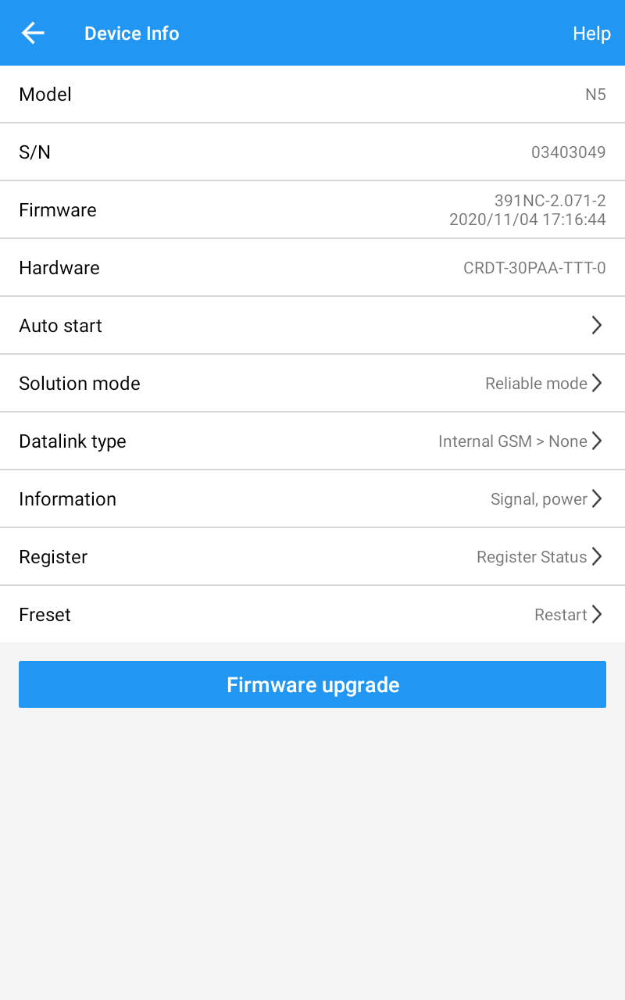 Device Info
Help
Model
N5
S/N
03403049
Firmware
391NC-2.071-2
2020/11/04 17:16:44
Hardware
CRDT-30PAA-TTT-0
Auto start
Solution mode
Reliable mode
Datalink type
Internal GSM > None
Information
Signal, power
Register
Register Status
Freset
Restart
Firmware upgrade